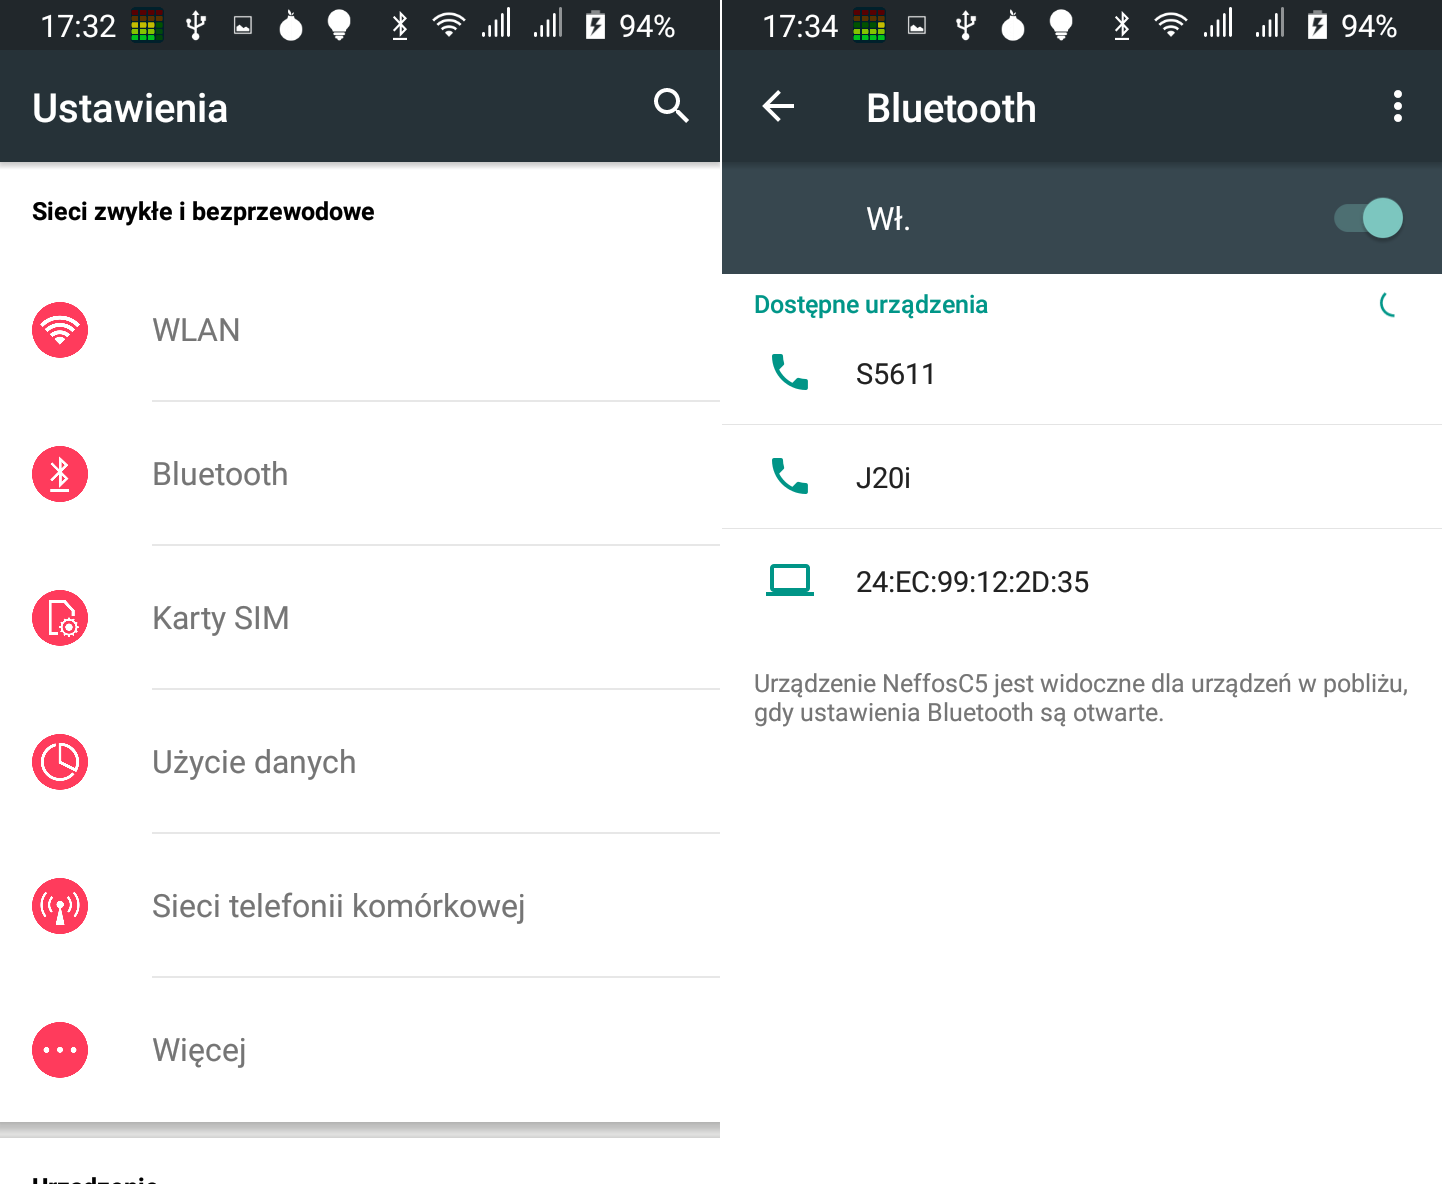 17:32 94%
Ustawienia
Sieci zwykłe i bezprzewodowe
WLAN
Bluetooth
Karty SIM
Użycie danych
Sieci telefonii komórkowej
Więcej
Urządzenie
17:34 94%
Bluetooth
Wł.
Dostępne urządzenia
S5611
J20i
24:EC:99:12:2D:35
Urządzenie NeffosC5 jest widoczne dla urządzeń w pobliżu,
gdy ustawienia Bluetooth są otwarte.